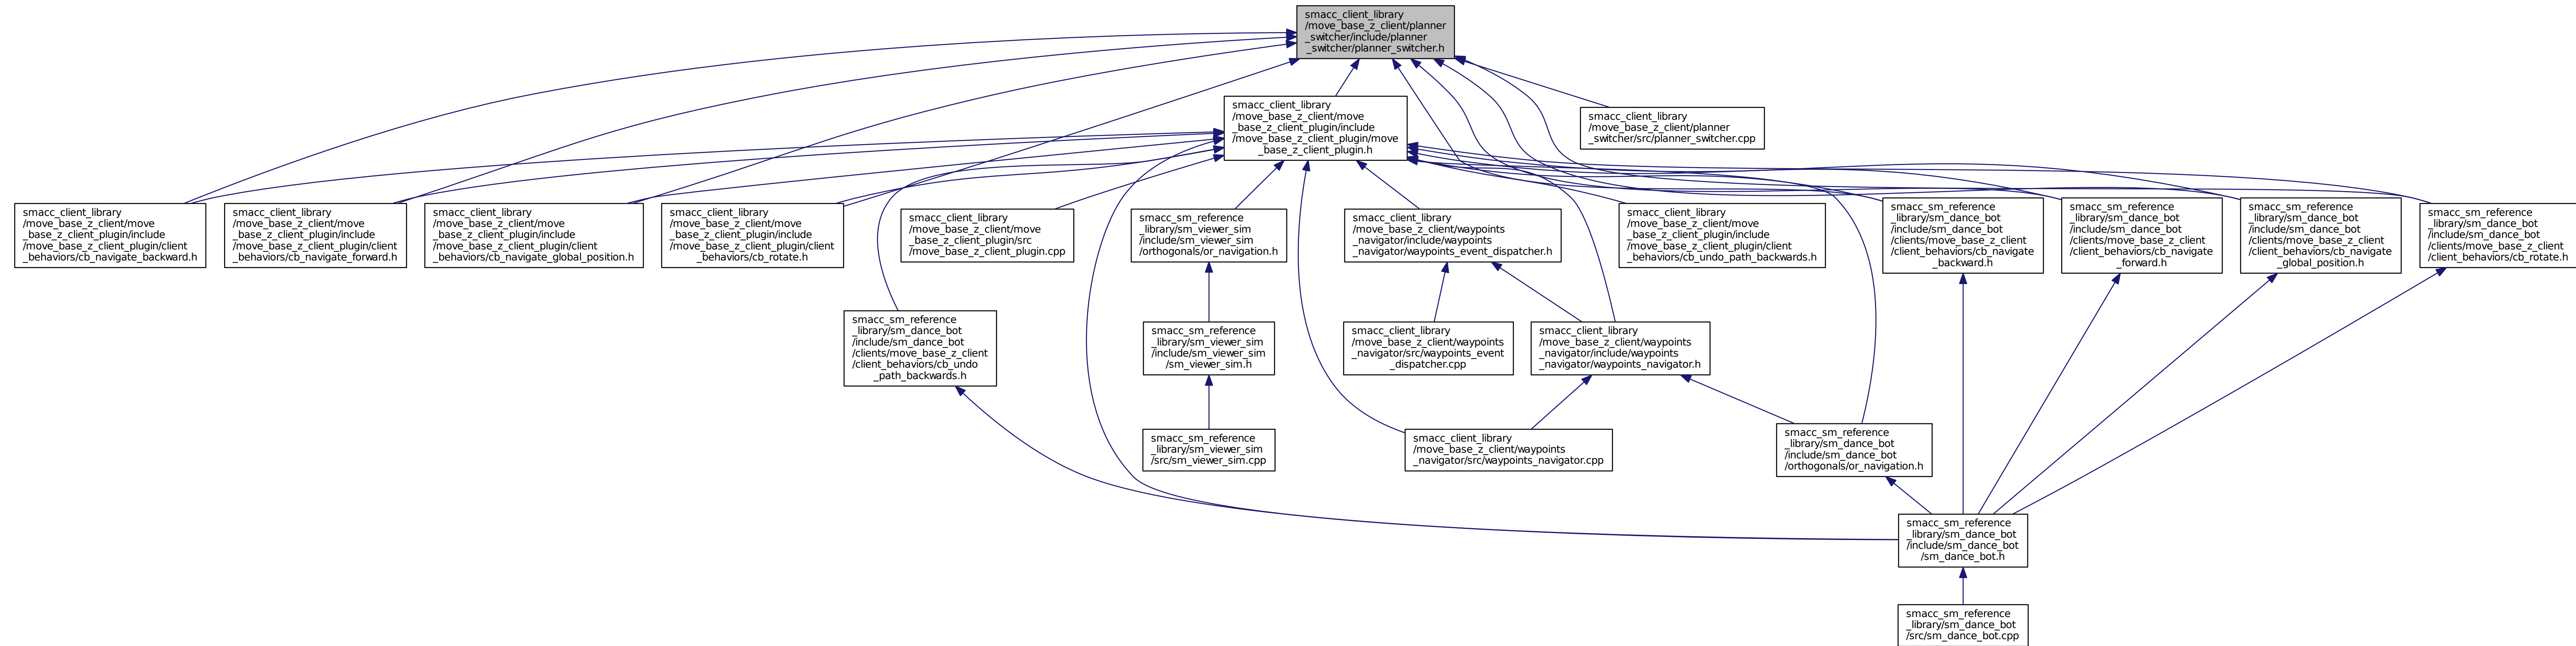 smacc_client_library
/move_base_z_client/planner
_switcher/include/planner
_switcher/planner_switcher.h
smacc_client_library
/move_base_z_client/move
_base_z_client_plugin/include
/move_base_z_client_plugin/move
_base_z_client_plugin.h
smacc_client_library
/move_base_z_client/planner
_switcher/src/planner_switcher.cpp
smacc_client_library
/move_base_z_client/move
_base_z_client_plugin/include
/move_base_z_client_plugin/client
_behaviors/cb_navigate_backward.h
smacc_client_library
/move_base_z_client/move
_base_z_client_plugin/include
/move_base_z_client_plugin/client
_behaviors/cb_navigate_forward.h
smacc_client_library
/move_base_z_client/move
_base_z_client_plugin/include
/move_base_z_client_plugin/client
_behaviors/cb_navigate_global_position.h
smacc_client_library
/move_base_z_client/move
_base_z_client_plugin/include
/move_base_z_client_plugin/client
_behaviors/cb_rotate.h
smacc_client_library
/move_base_z_client/move
_base_z_client_plugin/src
/move_base_z_client_plugin.cpp
smacc_sm_reference
_library/sm_viewer_sim
/include/sm_viewer_sim
/orthogonals/or_navigation.h
smacc_client_library
/move_base_z_client/waypoints
_navigator/include/waypoints
_navigator/waypoints_event_dispatcher.h
smacc_client_library
/move_base_z_client/move
_base_z_client_plugin/include
/move_base_z_client_plugin/client
_behaviors/cb_undo_path_backwards.h
smacc_sm_reference
_library/sm_dance_bot
/include/sm_dance_bot
/clients/move_base_z_client
/client_behaviors/cb_navigate
_backward.h
smacc_sm_reference
_library/sm_dance_bot
/include/sm_dance_bot
/clients/move_base_z_client
/client_behaviors/cb_navigate
_forward.h
smacc_sm_reference
_library/sm_dance_bot
/include/sm_dance_bot
/clients/move_base_z_client
/client_behaviors/cb_navigate
_global_position.h
smacc_sm_reference
_library/sm_dance_bot
/include/sm_dance_bot
/clients/move_base_z_client
/client_behaviors/cb_rotate.h
smacc_sm_reference
_library/sm_dance_bot
/include/sm_dance_bot
/clients/move_base_z_client
/client_behaviors/cb_undo
_path_backwards.h
smacc_sm_reference
_library/sm_viewer_sim
/include/sm_viewer_sim
/sm_viewer_sim.h
smacc_client_library
/move_base_z_client/waypoints
_navigator/src/waypoints_event
_dispatcher.cpp
smacc_client_library
/move_base_z_client/waypoints
_navigator/include/waypoints
_navigator/waypoints_navigator.h
smacc_sm_reference
_library/sm_viewer_sim
/src/sm_viewer_sim.cpp
smacc_client_library
/move_base_z_client/waypoints
_navigator/src/waypoints_navigator.cpp
smacc_sm_reference
_library/sm_dance_bot
/include/sm_dance_bot
/orthogonals/or_navigation.h
smacc_sm_reference
_library/sm_dance_bot
/include/sm_dance_bot
/sm_dance_bot.h
smacc_sm_reference
_library/sm_dance_bot
/src/sm_dance_bot.cpp